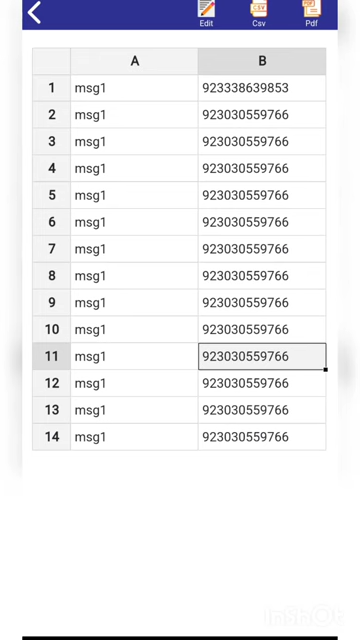 Edit Csv Pdf
A B
1 msg1 923338639853
2 msg1 923030559766
3 msg1 923030559766
4 msg1 923030559766
5 msg1 923030559766
6 msg1 923030559766
7 msg1 923030559766
8 msg1 923030559766
9 msg1 923030559766
10 msg1 923030559766
11 msg1 923030559766
12 msg1 923030559766
13 msg1 923030559766
14 msg1 923030559766
InShOt